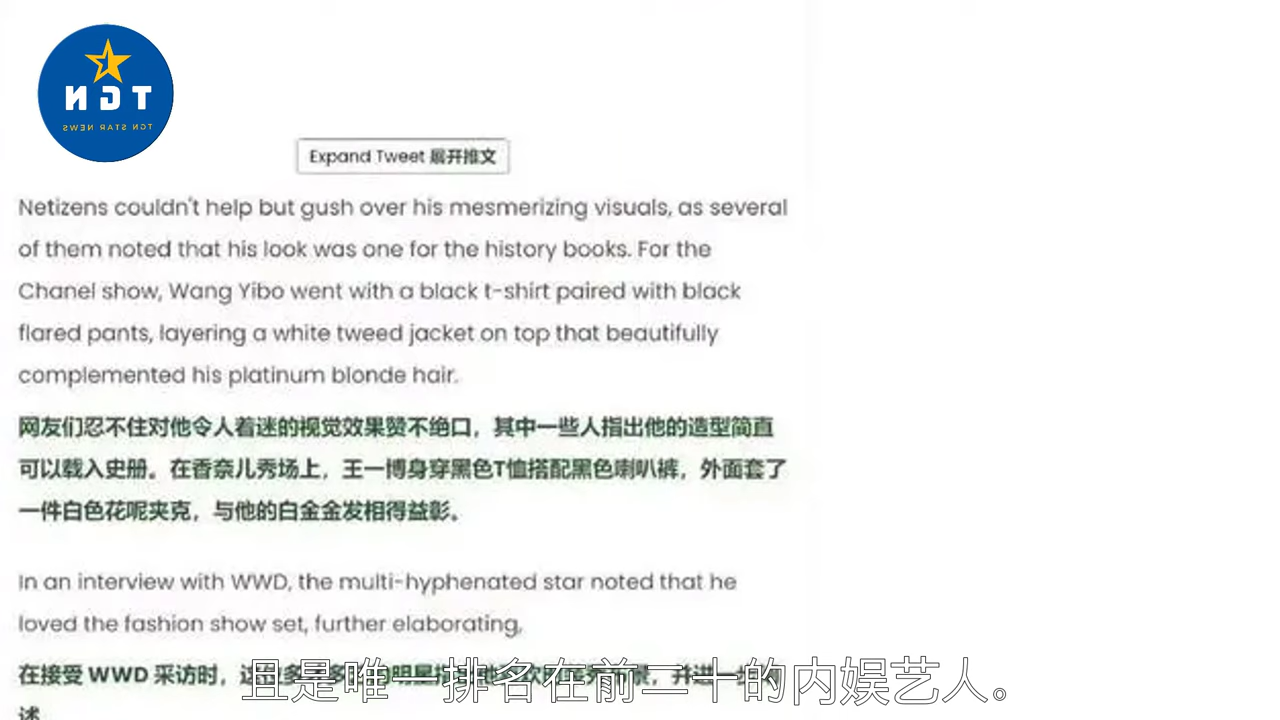 TGN
TGN STAR NEWS
Expand Tweet 展开推文
Netizens couldn't help but gush over his mesmerizing visuals, as several
of them noted that his look was one for the history books. For the
Chanel show, Wang Yibo went with a black t-shirt paired with black
flared pants, layering a white tweed jacket on top that beautifully
complemented his platinum blonde hair.
网友们忍不住对他令人着迷的视觉效果赞不绝口，其中一些人指出他的造型简直
可以载入史册。在香奈儿秀场上，王一博身穿黑色T恤搭配黑色喇叭裤，外面套了
一件白色花呢夹克，与他的白金金发相得益彰。
In an interview with WWD, the multi-hyphenated star noted that he
loved the fashion show set, further elaborating,
在接受 WWD 采访时，这位多
且是唯一排名在前二十的内娱艺人。
述